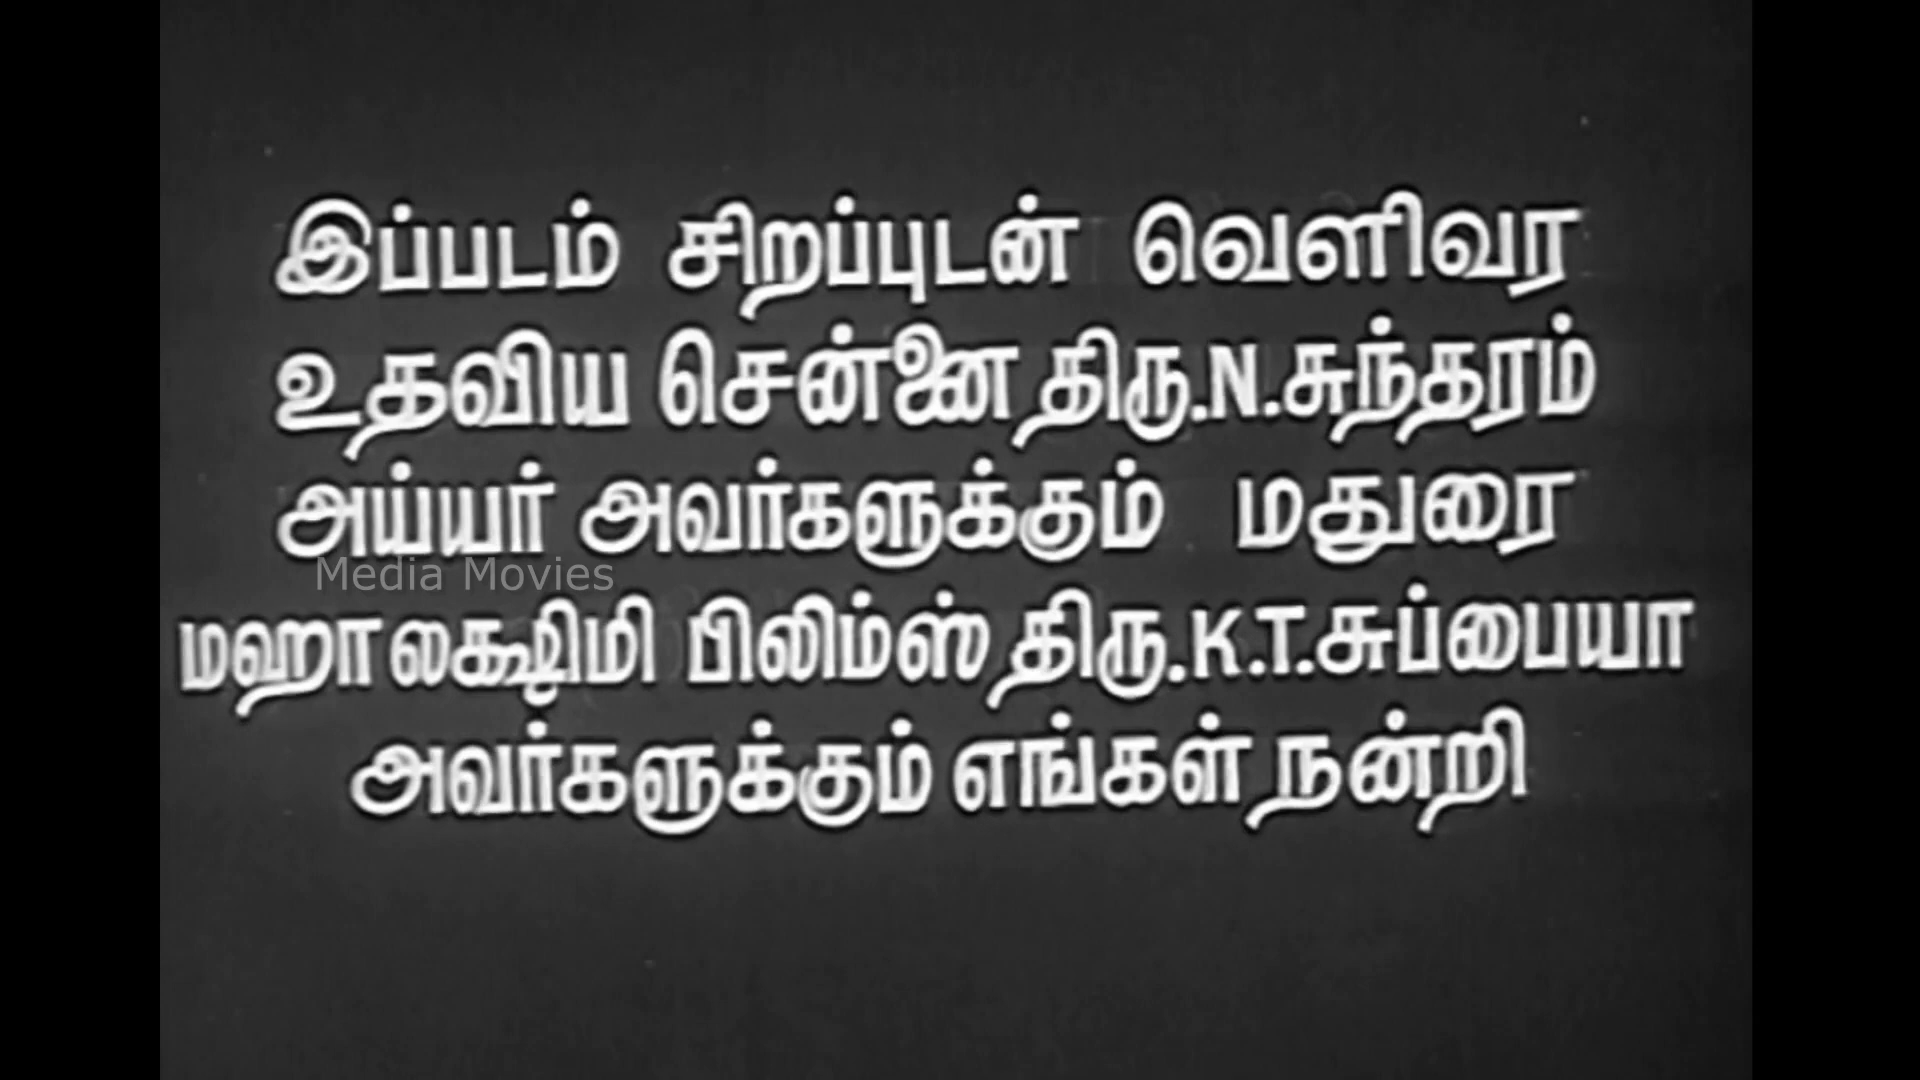 இப்படம் சிறப்புடன் வெளிவர
உதவிய சென்னை திரு.N.சுந்தரம்
அய்யர் அவர்களுக்கும் மதுரை
Media Movies
மஹாலக்ஷிமி பிலிம்ஸ் திரு.K.T.சுப்பையா
அவர்களுக்கும் எங்கள் நன்றி